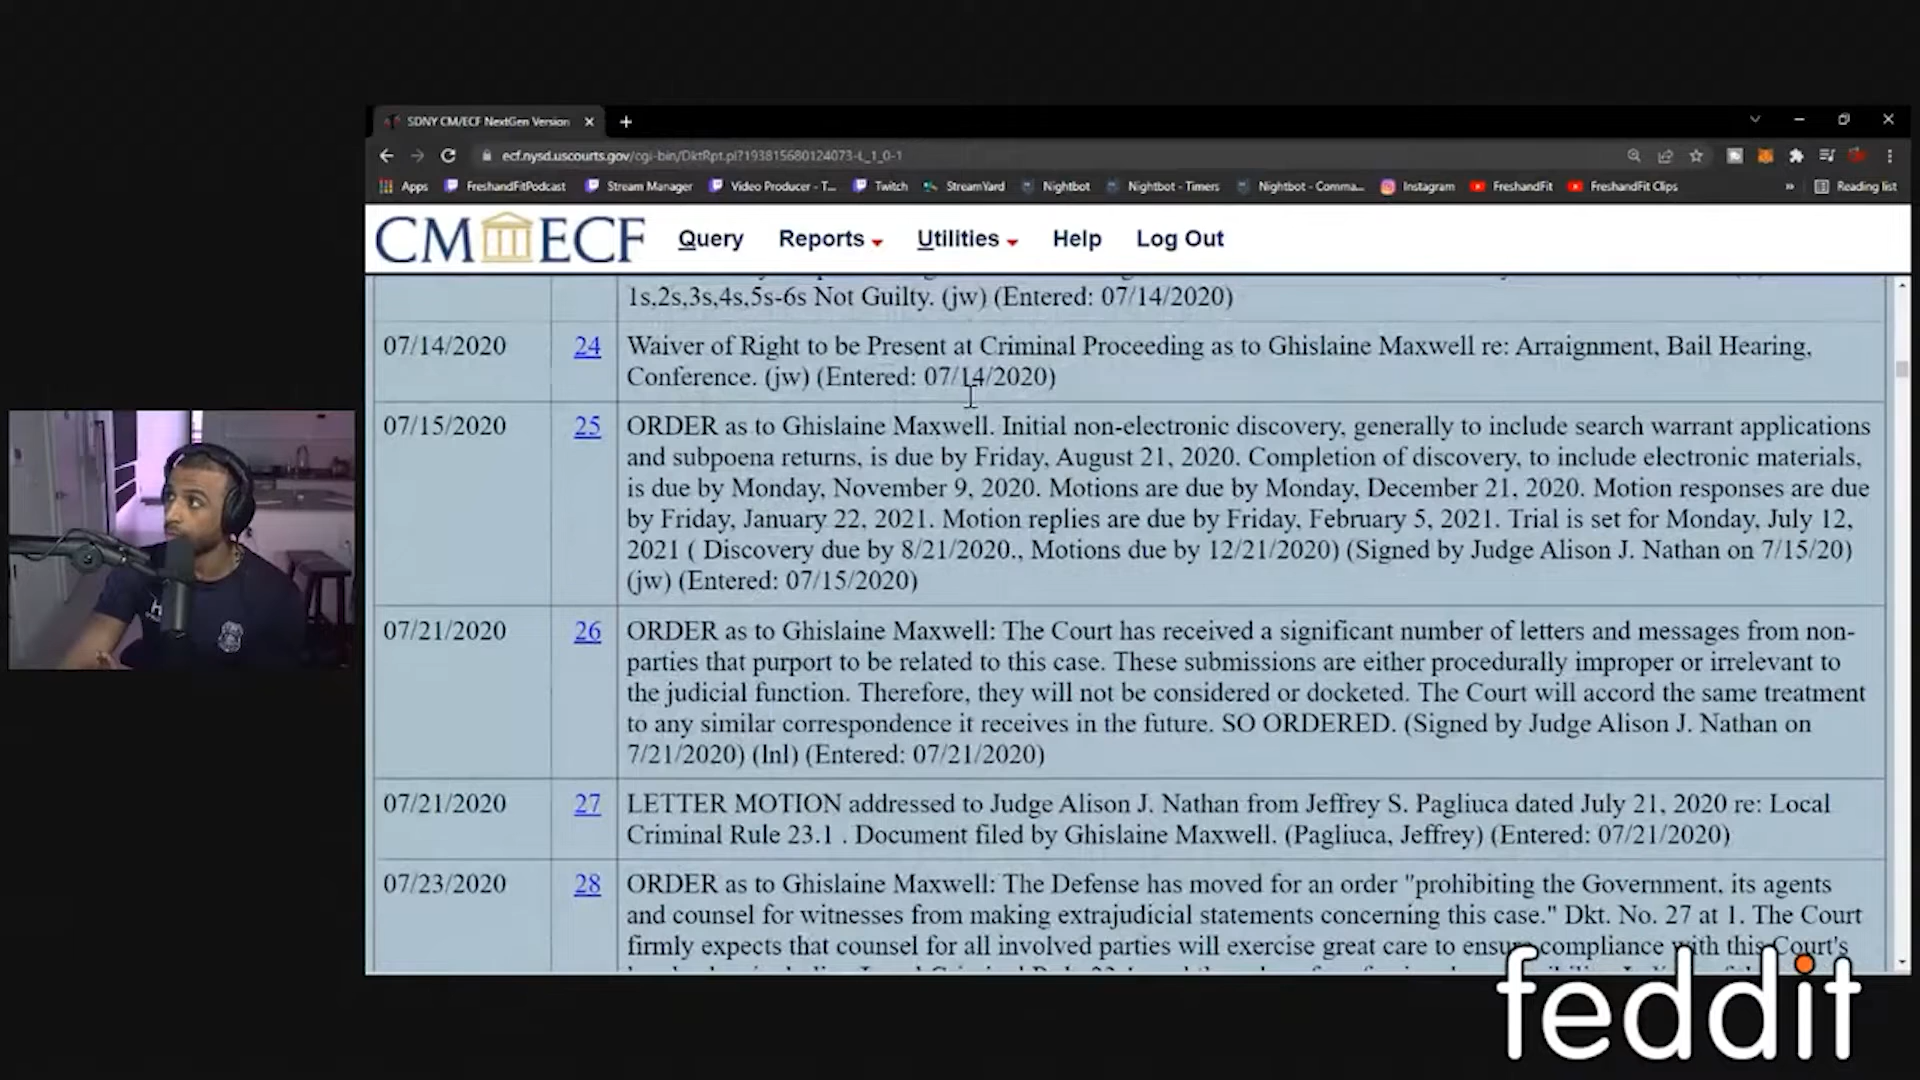 SDNY CM/ECF NextGen Version
ecf.nysd.uscourts.gov/cgi-bin/DktRpt.pl?193815680124073-L_1_0-1
Apps FreshandFitPodcast Stream Manager Video Producer - T... Twitch StreamYard Nightbot Nightbot - Timers Nightbot - Comma... Instagram FreshandFit FreshandFit Clips » Reading list
CM ECF Query Reports Utilities Help Log Out
1s,2s,3s,4s,5s-6s Not Guilty. (jw) (Entered: 07/14/2020)
07/14/2020 24 Waiver of Right to be Present at Criminal Proceeding as to Ghislaine Maxwell re: Arraignment, Bail Hearing,
Conference. (jw) (Entered: 07/14/2020)
07/15/2020 25 ORDER as to Ghislaine Maxwell. Initial non-electronic discovery, generally to include search warrant applications
and subpoena returns, is due by Friday, August 21, 2020. Completion of discovery, to include electronic materials,
is due by Monday, November 9, 2020. Motions are due by Monday, December 21, 2020. Motion responses are due
by Friday, January 22, 2021. Motion replies are due by Friday, February 5, 2021. Trial is set for Monday, July 12,
2021 ( Discovery due by 8/21/2020., Motions due by 12/21/2020) (Signed by Judge Alison J. Nathan on 7/15/20)
(jw) (Entered: 07/15/2020)
07/21/2020 26 ORDER as to Ghislaine Maxwell: The Court has received a significant number of letters and messages from non-
parties that purport to be related to this case. These submissions are either procedurally improper or irrelevant to
the judicial function. Therefore, they will not be considered or docketed. The Court will accord the same treatment
to any similar correspondence it receives in the future. SO ORDERED. (Signed by Judge Alison J. Nathan on
7/21/2020) (lnl) (Entered: 07/21/2020)
07/21/2020 27 LETTER MOTION addressed to Judge Alison J. Nathan from Jeffrey S. Pagliuca dated July 21, 2020 re: Local
Criminal Rule 23.1 . Document filed by Ghislaine Maxwell. (Pagliuca, Jeffrey) (Entered: 07/21/2020)
07/23/2020 28 ORDER as to Ghislaine Maxwell: The Defense has moved for an order "prohibiting the Government, its agents
and counsel for witnesses from making extrajudicial statements concerning this case." Dkt. No. 27 at 1. The Court
firmly expects that counsel for all involved parties will exercise great care to ensure compliance with this Court's
feddit